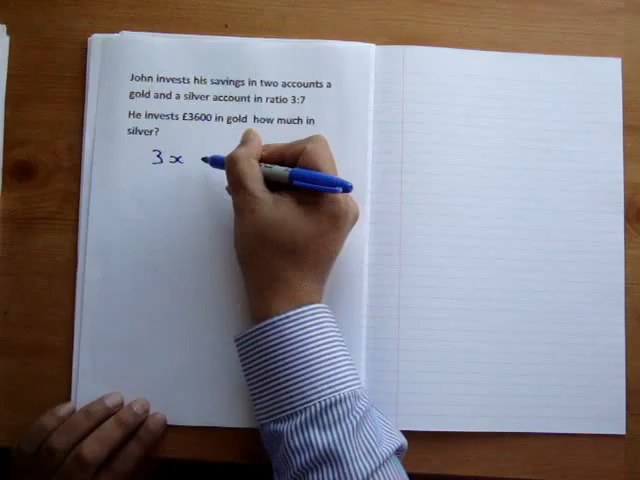 John invests his savings in two accounts a
gold and a silver account in ratio 3:7
He invests £3600 in gold how much in
silver?
3x